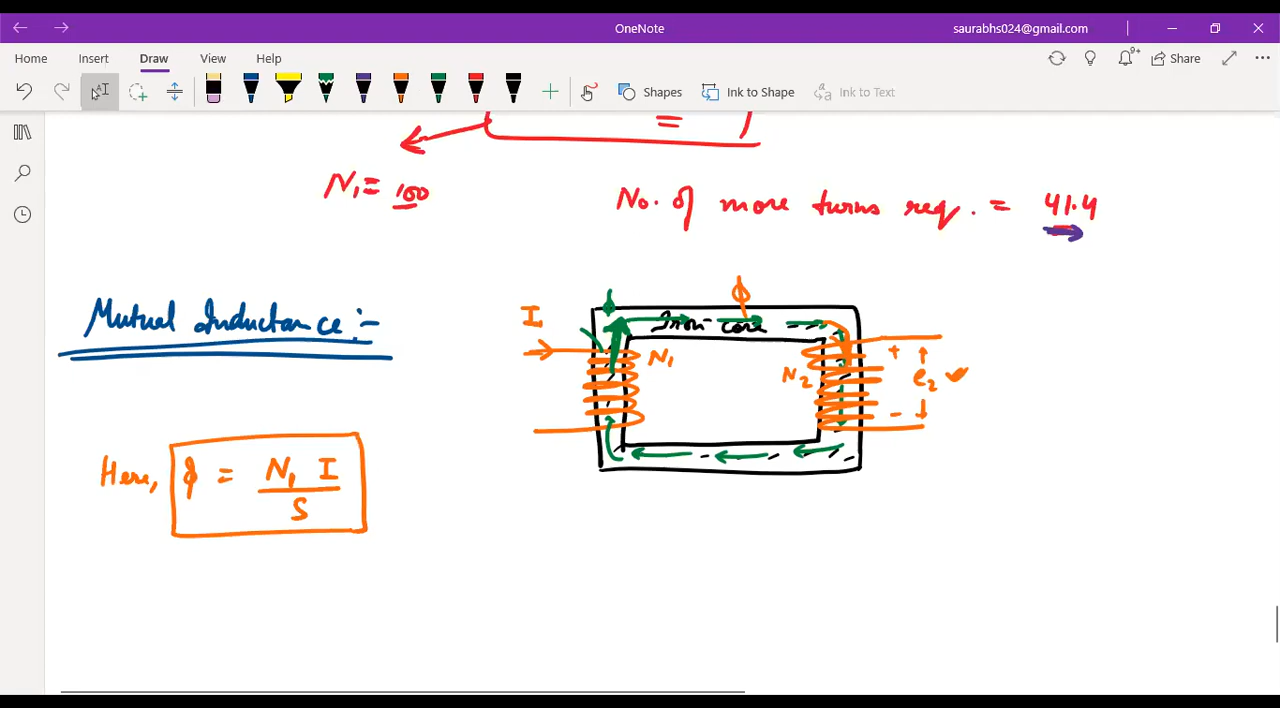 OneNote
saurabhs024@gmail.com
Home Insert Draw View Help
Share
Shapes Ink to Shape Ink to Text
N₁ = 100
No. of more turns req. = 41.4
Mutual Inductance :-
ϕ
ϕ
I₁
Iron-core
N₁
N₂
+
e₂ ✓
-
Here, ϕ = N₁ I / S